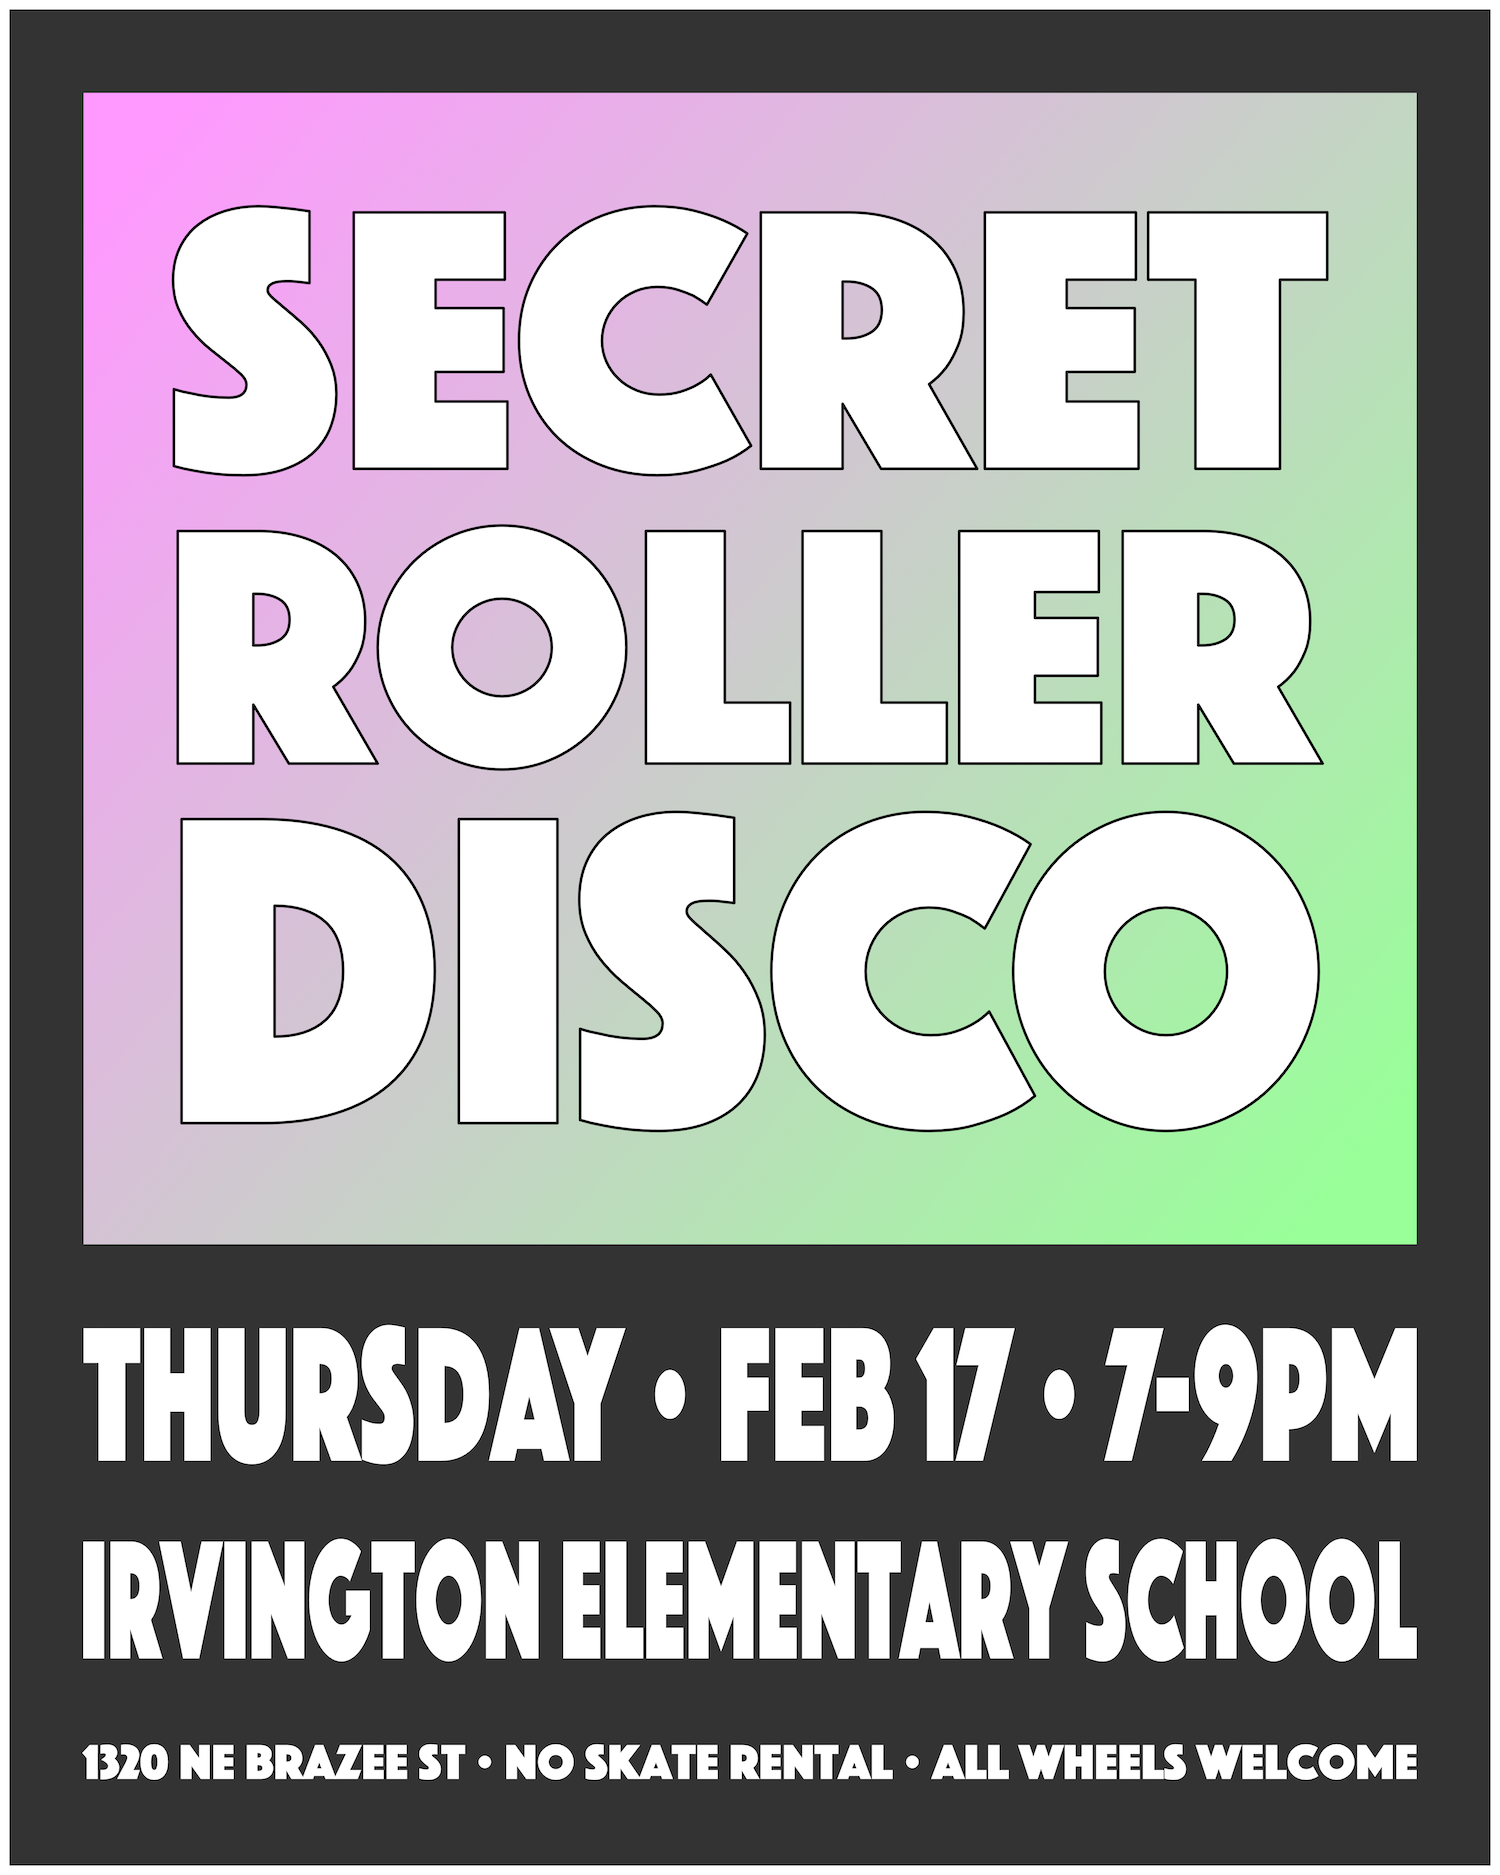 SECRET
ROLLER
DISCO
THURSDAY • FEB 17 • 7-9PM
IRVINGTON ELEMENTARY SCHOOL
1320 NE BRAZEE ST • NO SKATE RENTAL • ALL WHEELS WELCOME